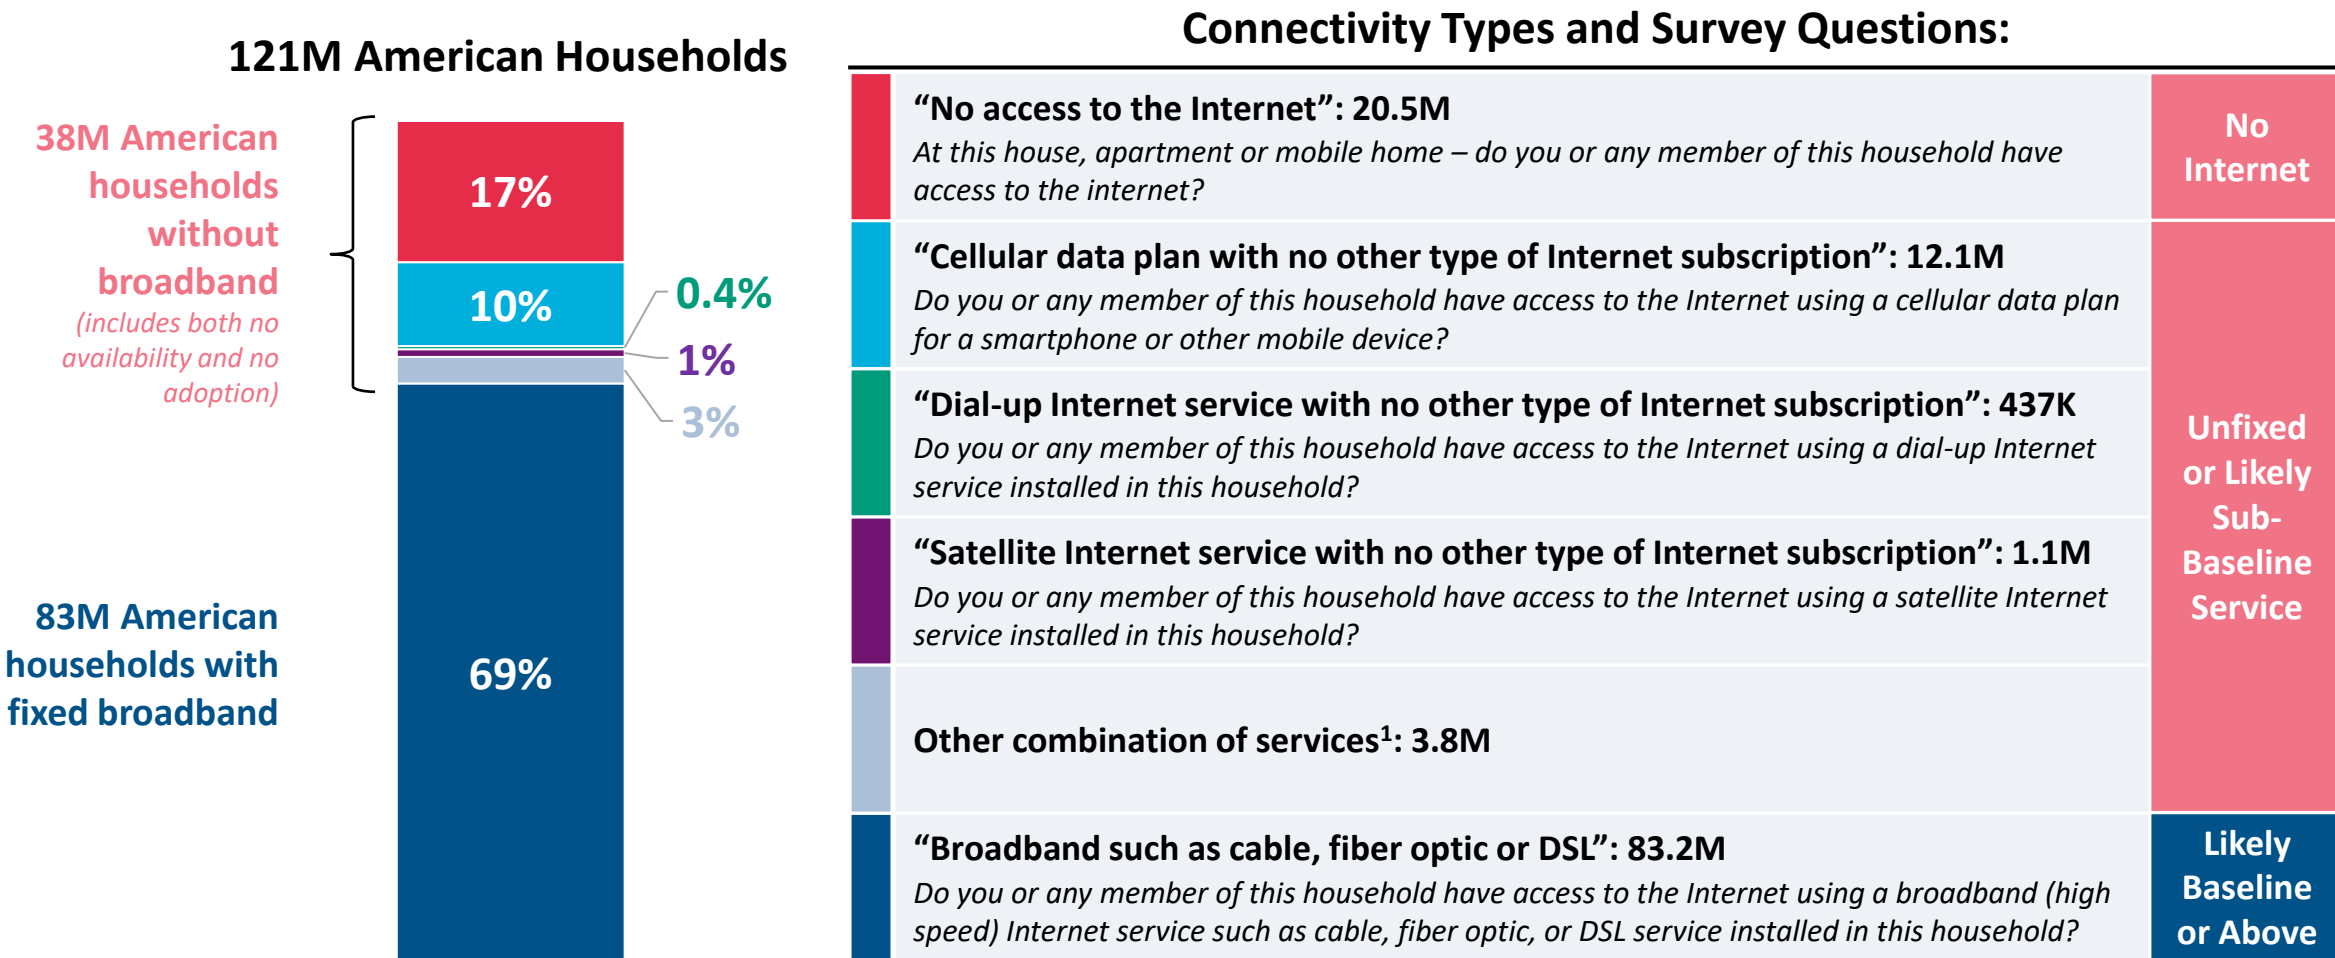 121M American Households
38M American
households
without
broadband
(includes both no
availability and no
adoption)
17%
10%
0.4%
1%
3%
83M American
households with
fixed broadband
69%
Connectivity Types and Survey Questions:
“No access to the Internet”: 20.5M
At this house, apartment or mobile home – do you or any member of this household have
access to the internet?
No
Internet
“Cellular data plan with no other type of Internet subscription”: 12.1M
Do you or any member of this household have access to the Internet using a cellular data plan
for a smartphone or other mobile device?
“Dial-up Internet service with no other type of Internet subscription”: 437K
Do you or any member of this household have access to the Internet using a dial-up Internet
service installed in this household?
“Satellite Internet service with no other type of Internet subscription”: 1.1M
Do you or any member of this household have access to the Internet using a satellite Internet
service installed in this household?
Other combination of services¹: 3.8M
Unfixed
or Likely
Sub-
Baseline
Service
“Broadband such as cable, fiber optic or DSL”: 83.2M
Do you or any member of this household have access to the Internet using a broadband (high
speed) Internet service such as cable, fiber optic, or DSL service installed in this household?
Likely
Baseline
or Above